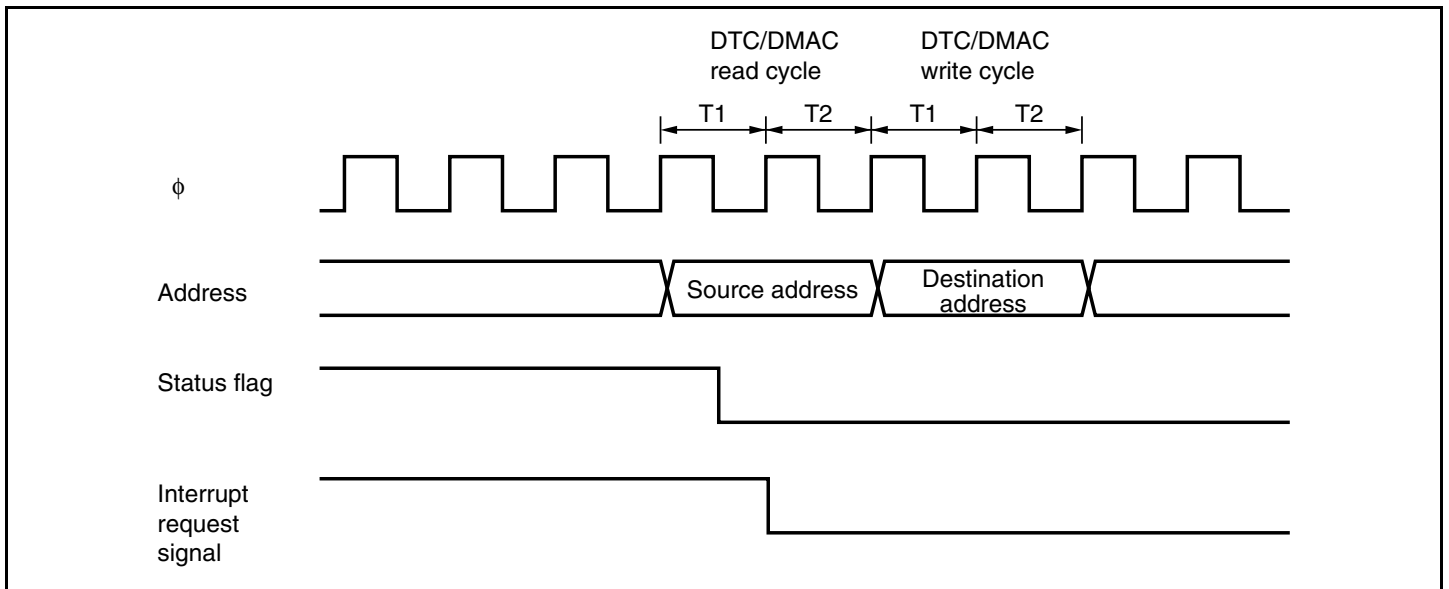 DTC/DMAC
read cycle
DTC/DMAC
write cycle
T1
T2
T1
T2
ϕ
Address
Source address
Destination
address
Status flag
Interrupt
request
signal